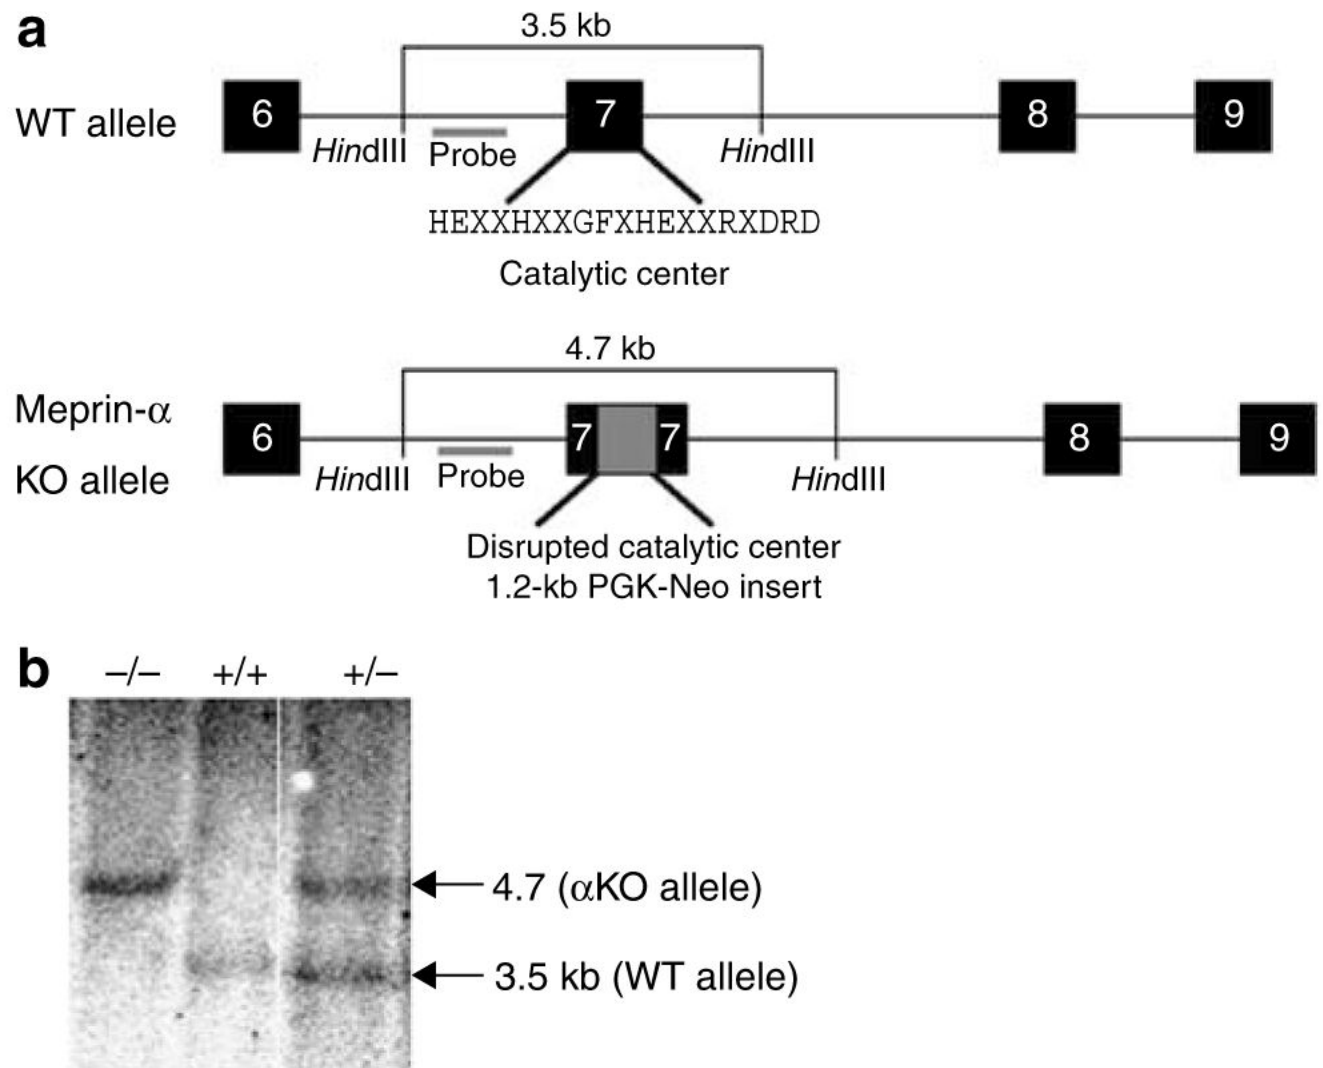 a
3.5 kb
WT allele
6
7
8
9
HindIII
Probe
HindIII
HEXXHXXGFXHEXXRXDRD
Catalytic center
4.7 kb
Meprin-α
KO allele
6
7
7
8
9
HindIII
Probe
HindIII
Disrupted catalytic center
1.2-kb PGK-Neo insert
b
–/–
+/+
+/–
4.7 (αKO allele)
3.5 kb (WT allele)